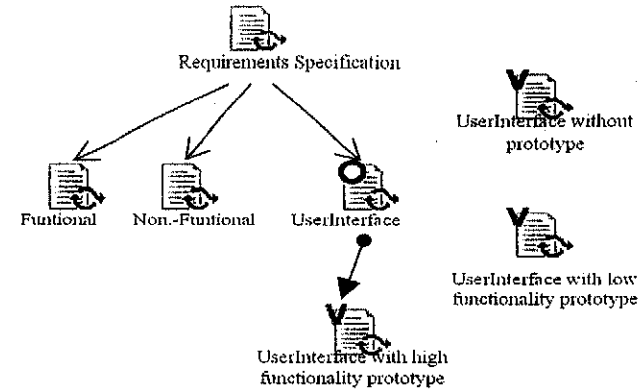 Requirements Specification
UserInterface without
prototype
Funtional
Non.-Funtional
UserInterface
UserInterface with low
functionality prototype
UserInterface with high
functionality prototype